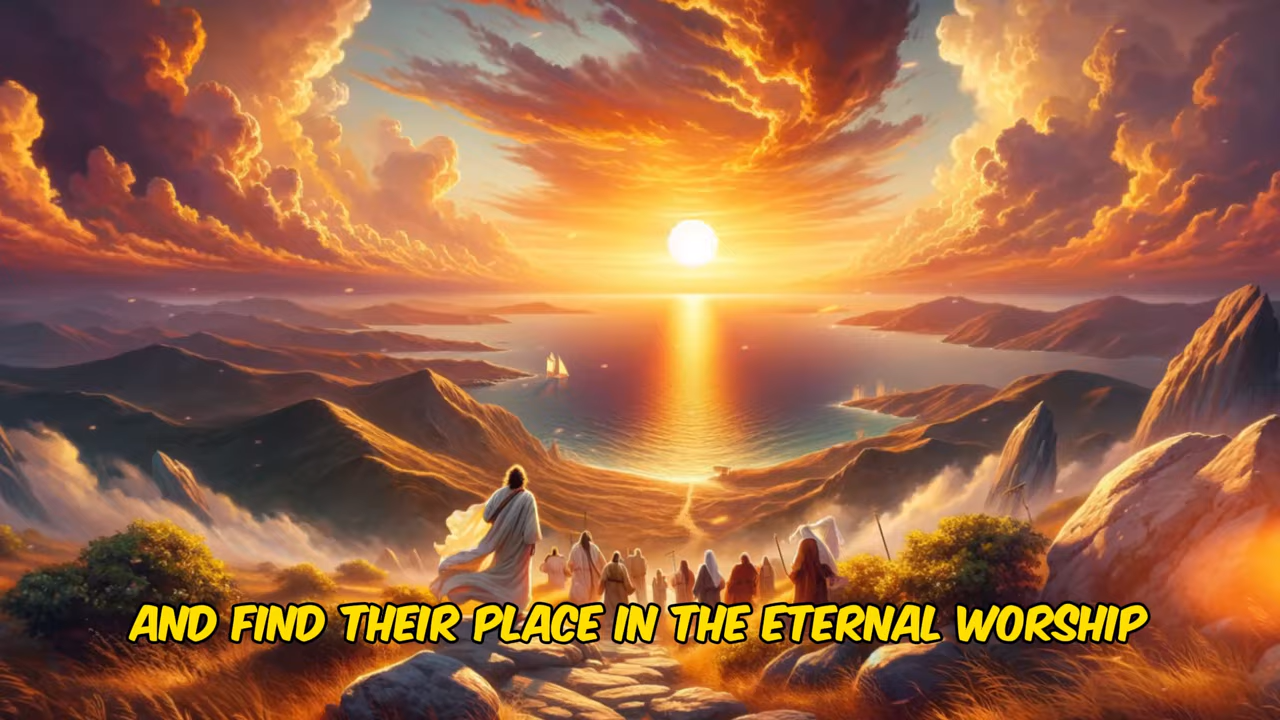 AND FIND THEIR PLACE IN THE ETERNAL WORSHIP